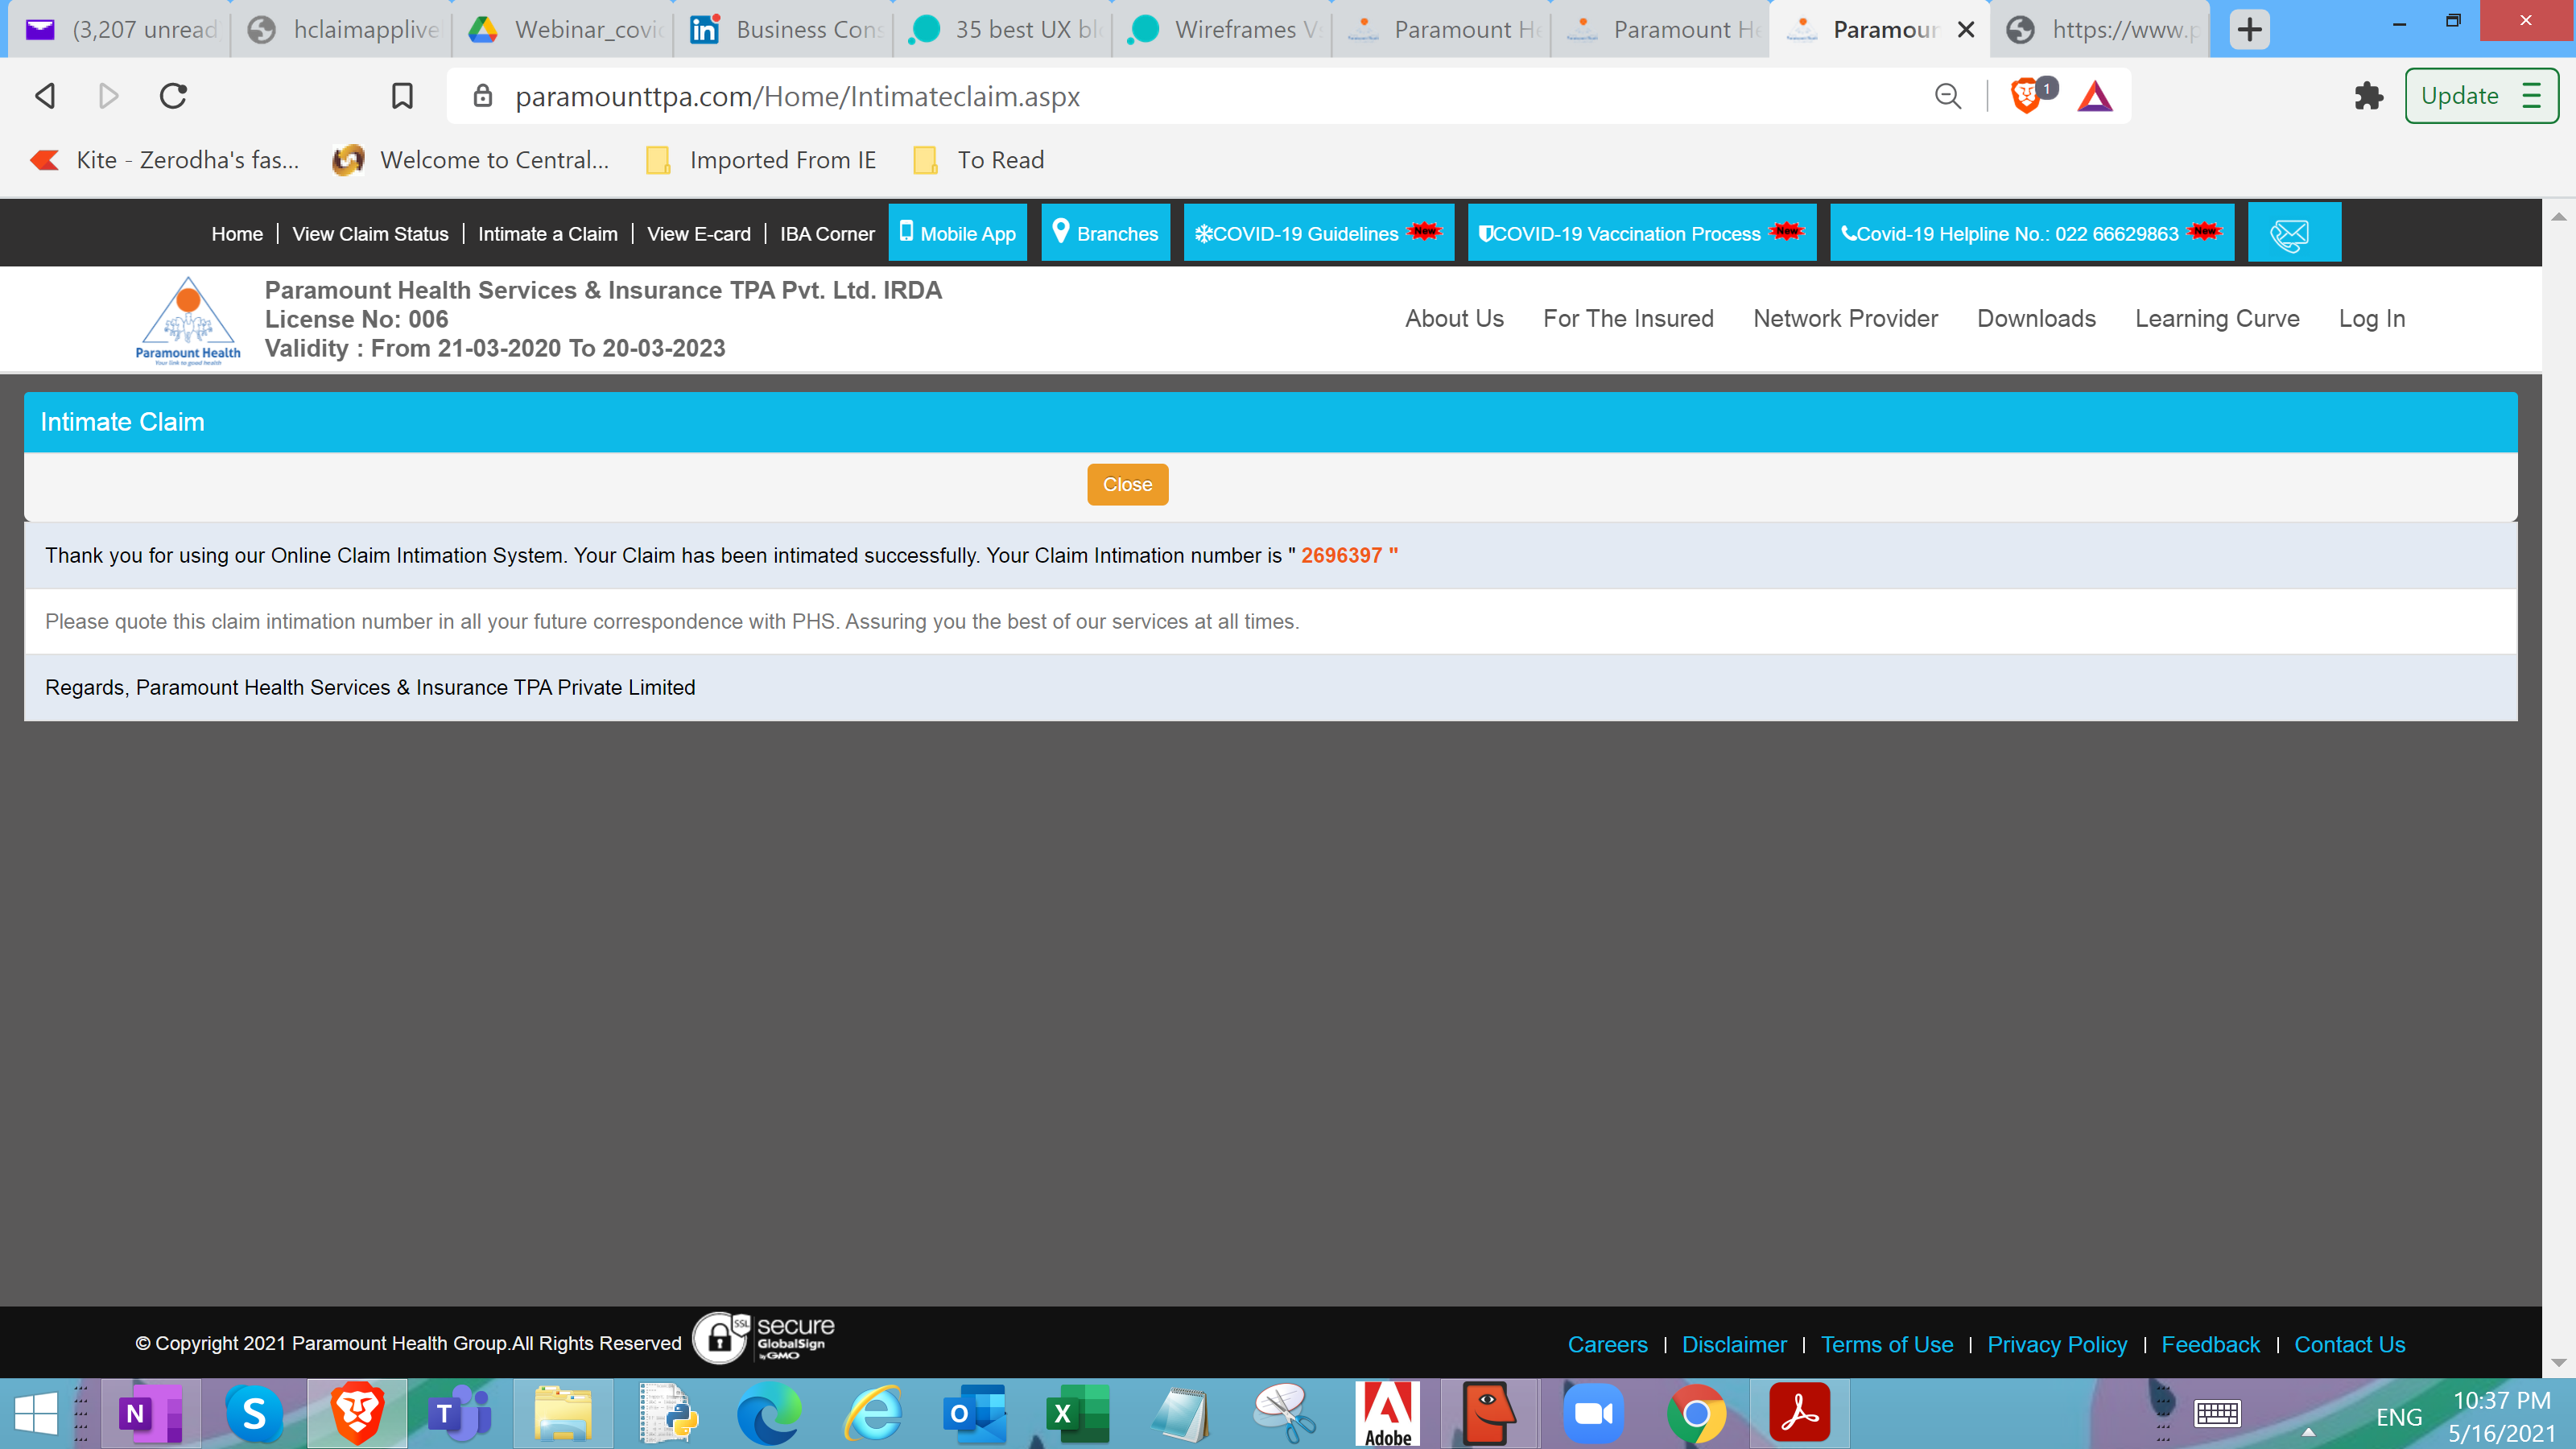 (3,207 unread
hclaimapplive
Webinar_covi
Business Cons
35 best UX bl
Wireframes V
Paramount He
Paramount He
Paramour
https://www.p
paramounttpa.com/Home/Intimateclaim.aspx
1
Update
Kite - Zerodha's fas...
Welcome to Central...
Imported From IE
To Read
Home | View Claim Status | Intimate a Claim | View E-card | IBA Corner
Mobile App
Branches
COVID-19 Guidelines New
COVID-19 Vaccination Process New
Covid-19 Helpline No.: 022 66629863 New
Paramount Health
Your link to good health
Paramount Health Services & Insurance TPA Pvt. Ltd. IRDA
License No: 006
Validity : From 21-03-2020 To 20-03-2023
About Us
For The Insured
Network Provider
Downloads
Learning Curve
Log In
Intimate Claim
Close
Thank you for using our Online Claim Intimation System. Your Claim has been intimated successfully. Your Claim Intimation number is " 2696397 "
Please quote this claim intimation number in all your future correspondence with PHS. Assuring you the best of our services at all times.
Regards, Paramount Health Services & Insurance TPA Private Limited
© Copyright 2021 Paramount Health Group.All Rights Reserved
SSL
secure
GlobalSign
by GMO
Careers | Disclaimer | Terms of Use | Privacy Policy | Feedback | Contact Us
Adobe
ENG
10:37 PM
5/16/2021